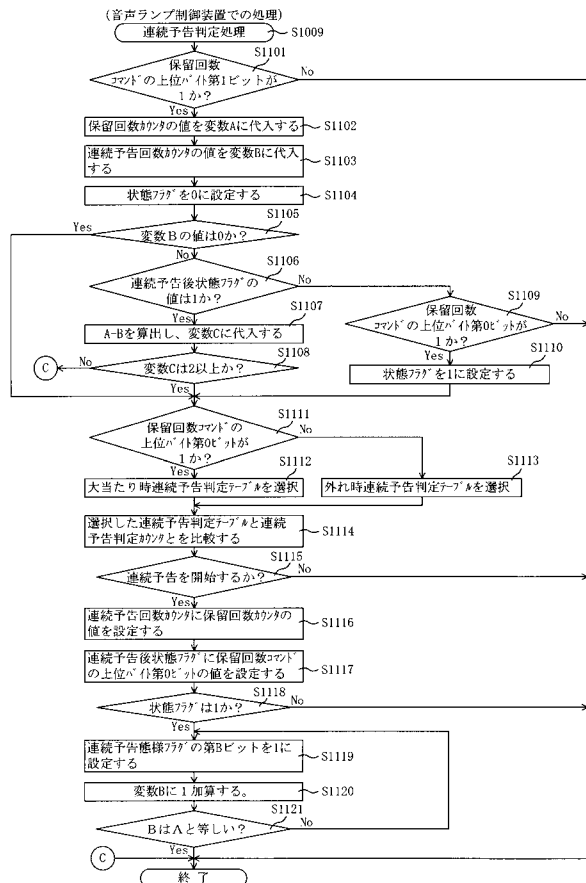 (音声ランプ制御装置での処理)
連続予告判定処理
S1009
S1101
保留回数
ｺﾏﾝﾄﾞの上位ﾊﾞｲﾄ第1ビットが
1か？
No
Yes
保留回数ｶｳﾝﾀの値を変数Aに代入する
S1102
連続予告回数ｶｳﾝﾀの値を変数Bに代入
する
S1103
状態ﾌﾗｸﾞを0に設定する
S1104
S1105
Yes
変数Ｂの値は0か？
No
S1106
連続予告後状態ﾌﾗｸﾞの
値は1か？
No
Yes
S1107
A-Bを算出し、変数Cに代入する
S1109
保留回数
ｺﾏﾝﾄﾞの上位ﾊﾞｲﾄ第0ﾋﾞｯﾄが
1か？
No
Yes
S1110
状態ﾌﾗｸﾞを1に設定する
S1108
C
No
変数Cは2以上か？
Yes
S1111
保留回数ｺﾏﾝﾄﾞの
上位ﾊﾞｲﾄ第0ﾋﾞｯﾄが
1か？
No
Yes
S1112
大当たり時連続予告判定ﾃｰﾌﾞﾙを選択
S1113
外れ時連続予告判定ﾃｰﾌﾞﾙを選択
選択した連続予告判定ﾃｰﾌﾞﾙと連続
予告判定ｶｳﾝﾀとを比較する
S1114
S1115
連続予告を開始するか？
No
Yes
連続予告回数ｶｳﾝﾀに保留回数ｶｳﾝﾀの
値を設定する
S1116
連続予告後状態ﾌﾗｸﾞに保留回数ｺﾏﾝﾄﾞ
の上位ﾊﾞｲﾄ第0ﾋﾞｯﾄの値を設定する
S1117
S1118
状態ﾌﾗｸﾞは1か？
No
Yes
連続予告態様ﾌﾗｸﾞの第Bビットを1に
設定する
S1119
変数Bに１加算する。
S1120
S1121
ＢはＡと等しい？
No
Yes
C
終了